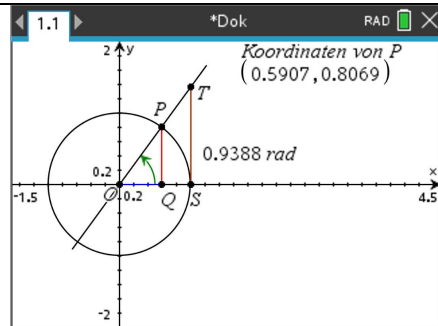 1.1 *Dok RAD
2 y
Koordinaten von P
(0.5907,0.8069)
P
T
0.9388 rad
0.2
x
-1.5 O 0.2 Q S 4.5
-2